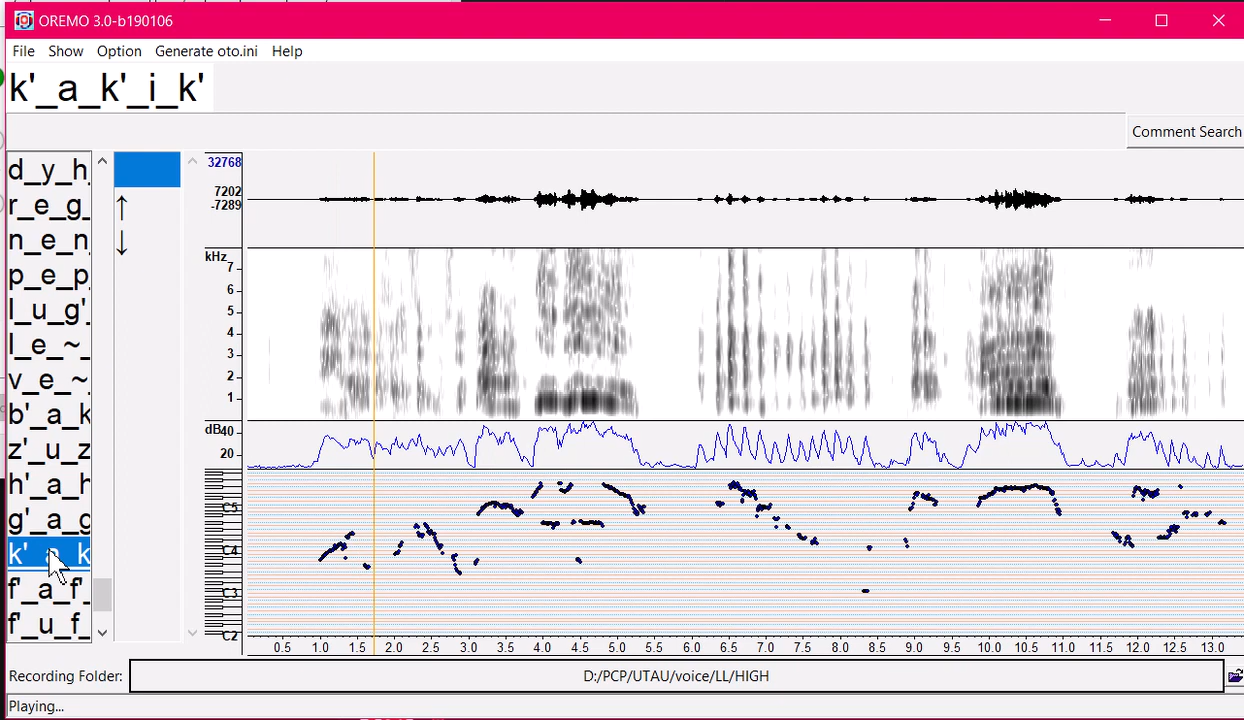 OREMO 3.0-b190106
File Show Option Generate oto.ini Help
k'_a_k'_i_k'
Comment Search
d_y_h_
r_e_g_
n_e_n
p_e_p
l_u_g'
l_e_~_
v_e_~
b'_a_k
z'_u_z
h'_a_h
g'_a_g
k'_a_k
f'_a_f'_
f'_u_f_
↑
↓
32768
7202
-7289
kHz
7
6
5
4
3
2
1
dB
40
20
C5
C4
C3
C2
0.5 1.0 1.5 2.0 2.5 3.0 3.5 4.0 4.5 5.0 5.5 6.0 6.5 7.0 7.5 8.0 8.5 9.0 9.5 10.0 10.5 11.0 11.5 12.0 12.5 13.0
Recording Folder: D:/PCP/UTAU/voice/LL/HIGH
Playing...